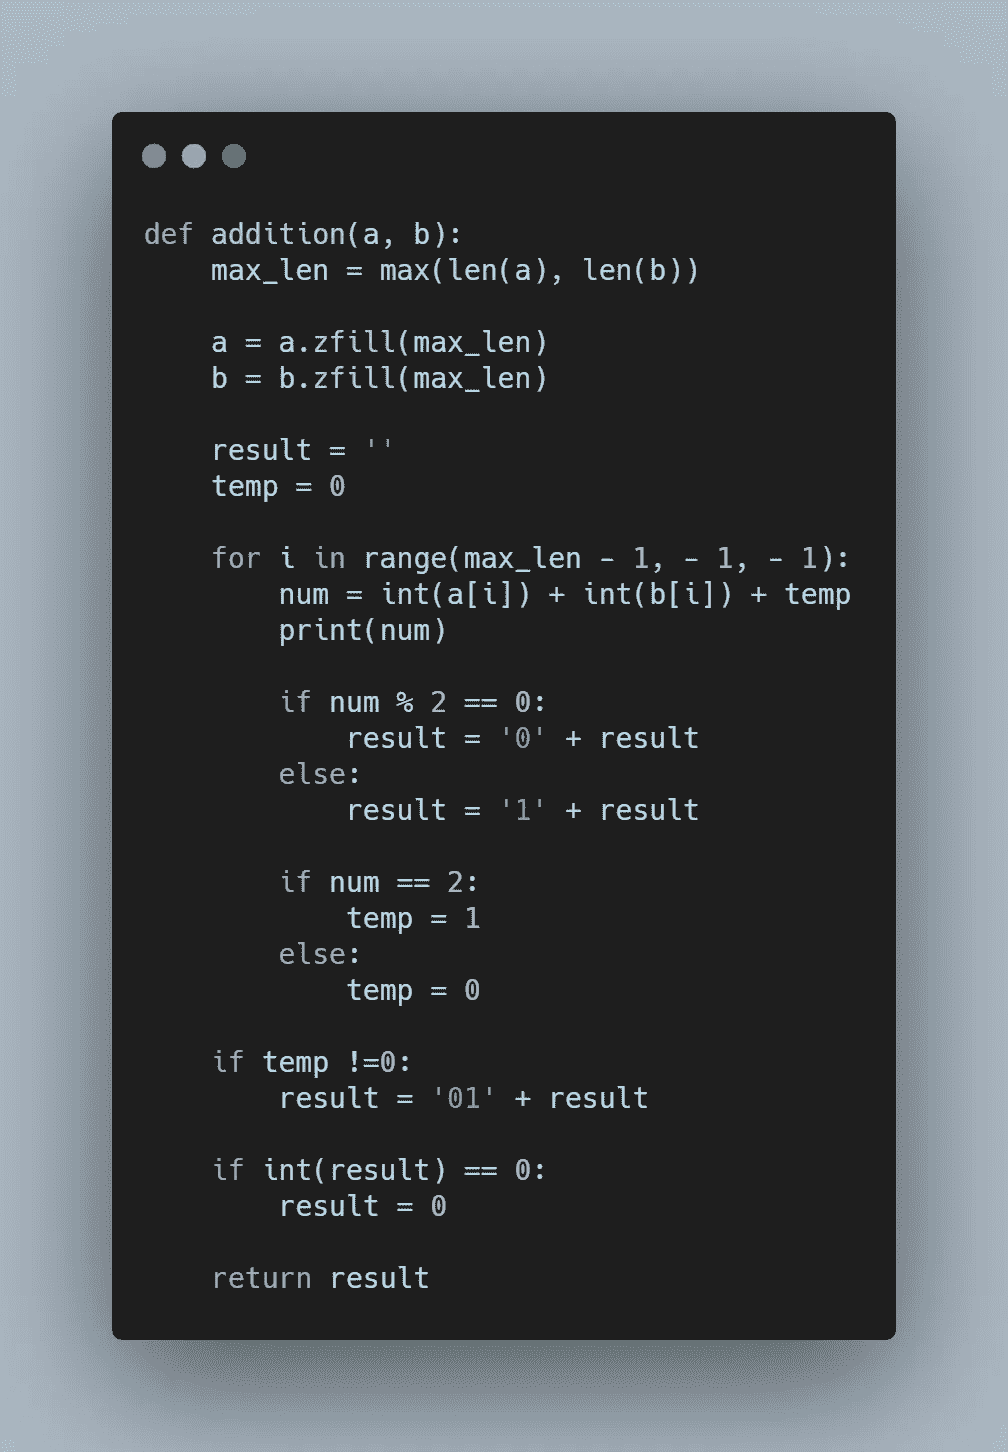 def addition(a, b):
    max_len = max(len(a), len(b))

    a = a.zfill(max_len)
    b = b.zfill(max_len)

    result = ''
    temp = 0

    for i in range(max_len - 1, - 1, - 1):
        num = int(a[i]) + int(b[i]) + temp
        print(num)

        if num % 2 == 0:
            result = '0' + result
        else:
            result = '1' + result

        if num == 2:
            temp = 1
        else:
            temp = 0

    if temp !=0:
        result = '01' + result

    if int(result) == 0:
        result = 0

    return result